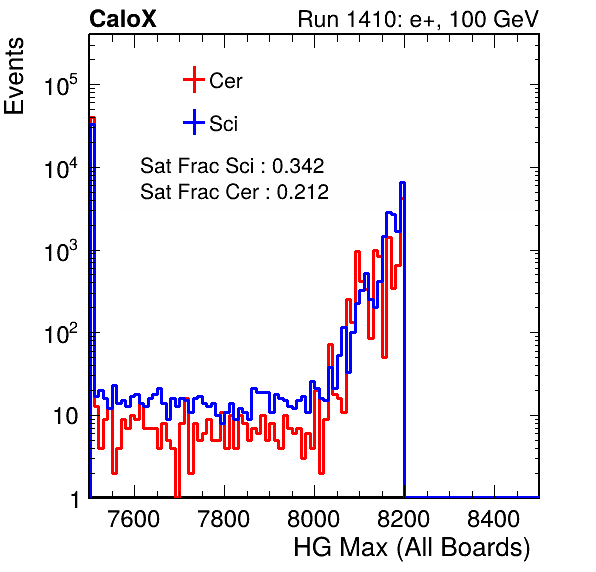 CaloX Run 1410: e+, 100 GeV
Events
Cer
Sci
Sat Frac Sci : 0.342
Sat Frac Cer : 0.212
10⁵
10⁴
10³
10²
10
1
7600 7800 8000 8200 8400
HG Max (All Boards)